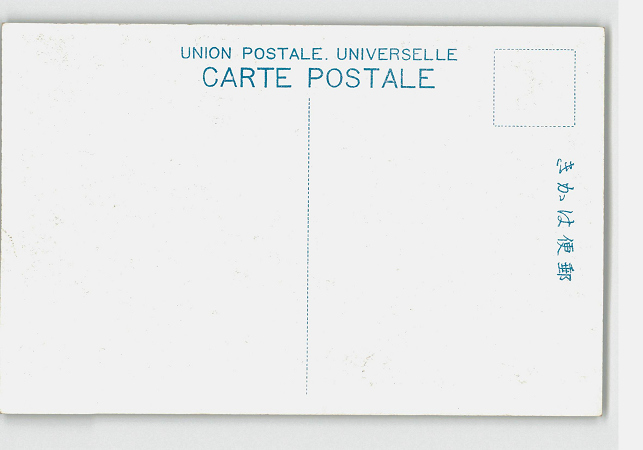 UNION POSTALE. UNIVERSELLE
CARTE POSTALE
郵便はかき